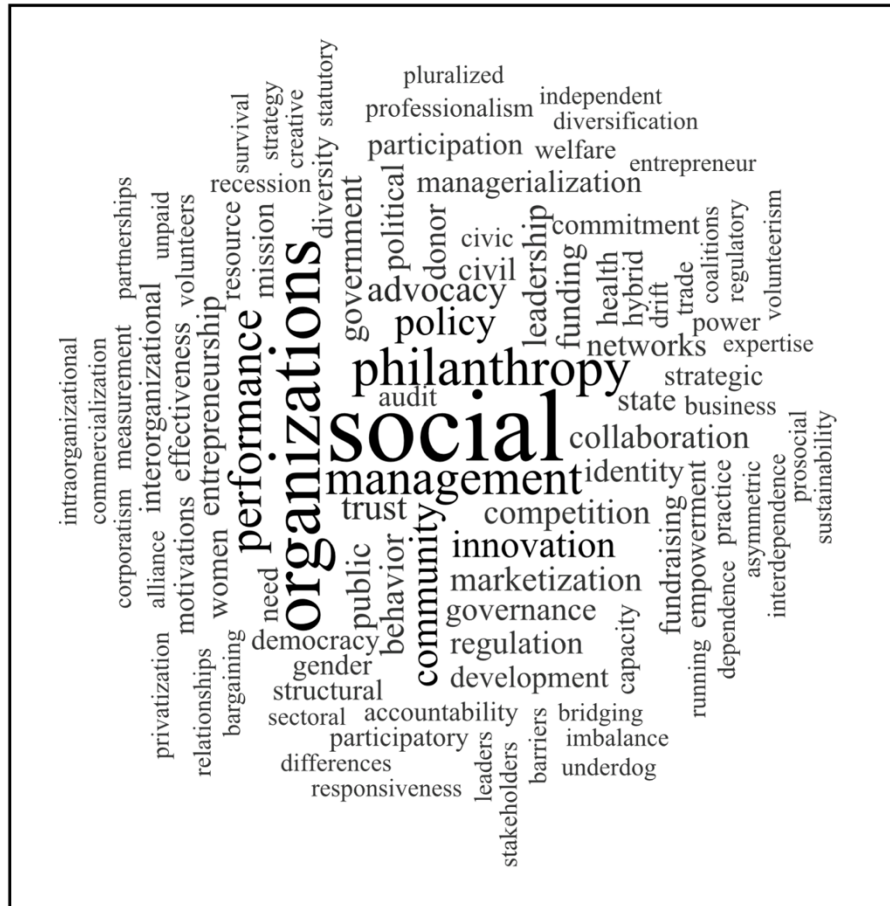 pluralized
professionalism
independent
diversification
participation
welfare
entrepreneur
recession
managerialization
survival
strategy
creative
statutory
diversity
government
political
donor
civic
civil
leadership
commitment
funding
health
hybrid
drift
trade
coalitions
regulatory
volunteerism
partnerships
unpaid
volunteers
resource
mission
advocacy
policy
networks
power
expertise
philanthropy
audit
strategic
state
business
social
collaboration
organizations
performance
entrepreneurship
effectiveness
interorganizational
measurement
commercialization
intraorganizational
management
identity
trust
competition
prosocial
sustainability
innovation
community
marketization
public
behavior
governance
regulation
development
fundraising
empowerment
practice
asymmetric
interdependence
dependence
running
capacity
corporatism
alliance
motivations
women
need
democracy
gender
structural
privatization
relationships
bargaining
sectoral
accountability
bridging
participatory
imbalance
differences
underdog
responsiveness
leaders
stakeholders
barriers